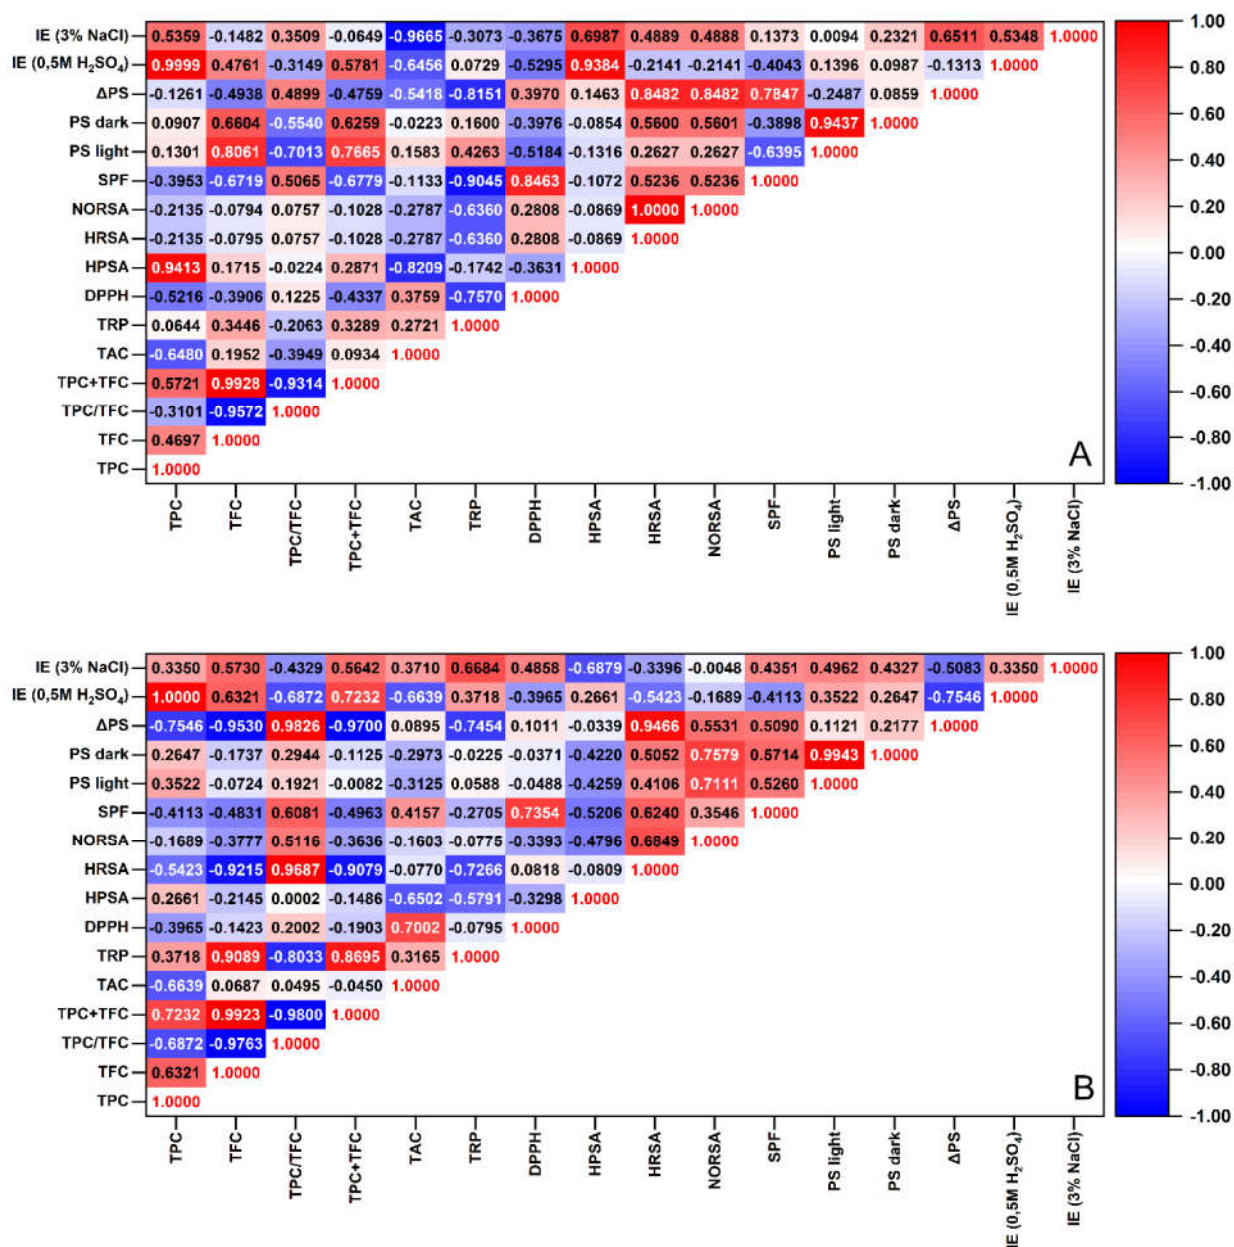 IE (3% NaCl) 0.5359 -0.1482 0.3509 -0.0649 -0.9665 -0.3073 -0.3675 0.6987 0.4889 0.4888 0.1373 0.0094 0.2321 0.6511 0.5348 1.0000
IE (0,5M H₂SO₄) 0.9999 0.4761 -0.3149 0.5781 -0.6456 0.0729 -0.5295 0.9384 -0.2141 -0.2141 -0.4043 0.1396 0.0987 -0.1313 1.0000
ΔPS -0.1261 -0.4938 0.4899 -0.4759 -0.5418 -0.8151 0.3970 0.1463 0.8482 0.8482 0.7847 -0.2487 0.0859 1.0000
PS dark 0.0907 0.6604 -0.5540 0.6259 -0.0223 0.1600 -0.3976 -0.0854 0.5600 0.5601 -0.3898 0.9437 1.0000
PS light 0.1301 0.8061 -0.7013 0.7665 0.1583 0.4263 -0.5184 -0.1316 0.2627 0.2627 -0.6395 1.0000
SPF -0.3953 -0.6719 0.5065 -0.6779 -0.1133 -0.9045 0.8463 -0.1072 0.5236 0.5236 1.0000
NORSA -0.2135 -0.0794 0.0757 -0.1028 -0.2787 -0.6360 0.2808 -0.0869 1.0000 1.0000
HRSA -0.2135 -0.0795 0.0757 -0.1028 -0.2787 -0.6360 0.2808 -0.0869 1.0000
HPSA 0.9413 0.1715 -0.0224 0.2871 -0.8209 -0.1742 -0.3631 1.0000
DPPH -0.5216 -0.3906 0.1225 -0.4337 0.3759 -0.7570 1.0000
TRP 0.0644 0.3446 -0.2063 0.3289 0.2721 1.0000
TAC -0.6480 0.1952 -0.3949 0.0934 1.0000
TPC+TFC 0.5721 0.9928 -0.9314 1.0000
TPC/TFC -0.3101 -0.9572 1.0000
TFC 0.4697 1.0000
TPC 1.0000
A
TPC TFC TPC/TFC TPC+TFC TAC TRP DPPH HPSA HRSA NORSA SPF PS light PS dark ΔPS IE (0,5M H₂SO₄) IE (3% NaCl)
1.00
0.80
0.60
0.40
0.20
0.00
-0.20
-0.40
-0.60
-0.80
-1.00
IE (3% NaCl) 0.3350 0.5730 -0.4329 0.5642 0.3710 0.6684 0.4858 -0.6879 -0.3396 -0.0048 0.4351 0.4962 0.4327 -0.5083 0.3350 1.0000
IE (0,5M H₂SO₄) 1.0000 0.6321 -0.6872 0.7232 -0.6639 0.3718 -0.3965 0.2661 -0.5423 -0.1689 -0.4113 0.3522 0.2647 -0.7546 1.0000
ΔPS -0.7546 -0.9530 0.9826 -0.9700 0.0895 -0.7454 0.1011 -0.0339 0.9466 0.5531 0.5090 0.1121 0.2177 1.0000
PS dark 0.2647 -0.1737 0.2944 -0.1125 -0.2973 -0.0225 -0.0371 -0.4220 0.5052 0.7579 0.5714 0.9943 1.0000
PS light 0.3522 -0.0724 0.1921 -0.0082 -0.3125 0.0588 -0.0488 -0.4259 0.4106 0.7111 0.5260 1.0000
SPF -0.4113 -0.4831 0.6081 -0.4963 0.4157 -0.2705 0.7354 -0.5206 0.6240 0.3546 1.0000
NORSA -0.1689 -0.3777 0.5116 -0.3636 -0.1603 -0.0775 -0.3393 -0.4796 0.6849 1.0000
HRSA -0.5423 -0.9215 0.9687 -0.9079 -0.0770 -0.7266 0.0818 -0.0809 1.0000
HPSA 0.2661 -0.2145 0.0002 -0.1486 -0.6502 -0.5791 -0.3298 1.0000
DPPH -0.3965 -0.1423 0.2002 -0.1903 0.7002 -0.0795 1.0000
TRP 0.3718 0.9089 -0.8033 0.8695 0.3165 1.0000
TAC -0.6639 0.0687 0.0495 -0.0450 1.0000
TPC+TFC 0.7232 0.9923 -0.9800 1.0000
TPC/TFC -0.6872 -0.9763 1.0000
TFC 0.6321 1.0000
TPC 1.0000
B
TPC TFC TPC/TFC TPC+TFC TAC TRP DPPH HPSA HRSA NORSA SPF PS light PS dark ΔPS IE (0,5M H₂SO₄) IE (3% NaCl)
1.00
0.80
0.60
0.40
0.20
0.00
-0.20
-0.40
-0.60
-0.80
-1.00